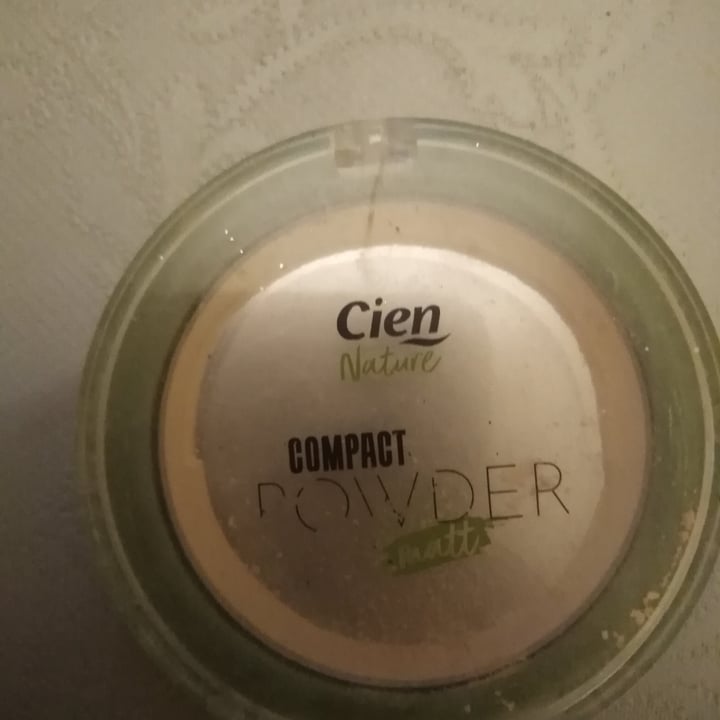 Cien
Nature
COMPACT
POWDER
matt